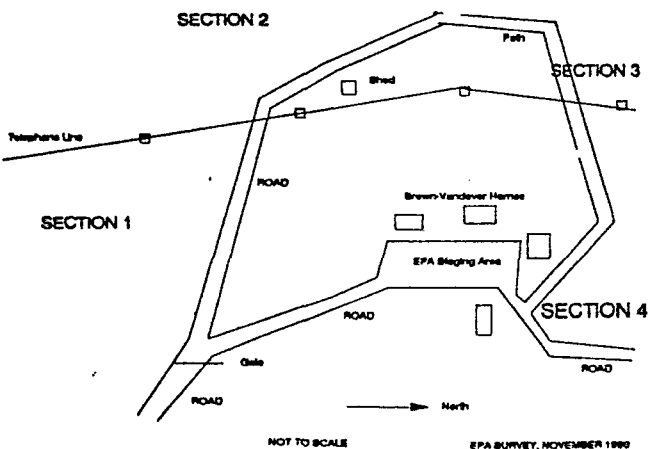 SECTION 2
Path
SECTION 3
Shed
Telephone Line
ROAD
Brown-Vandever Homes
SECTION 1
EPA Staging Area
SECTION 4
ROAD
Gate
ROAD
ROAD
North
NOT TO SCALE
EPA SURVEY, NOVEMBER 1990